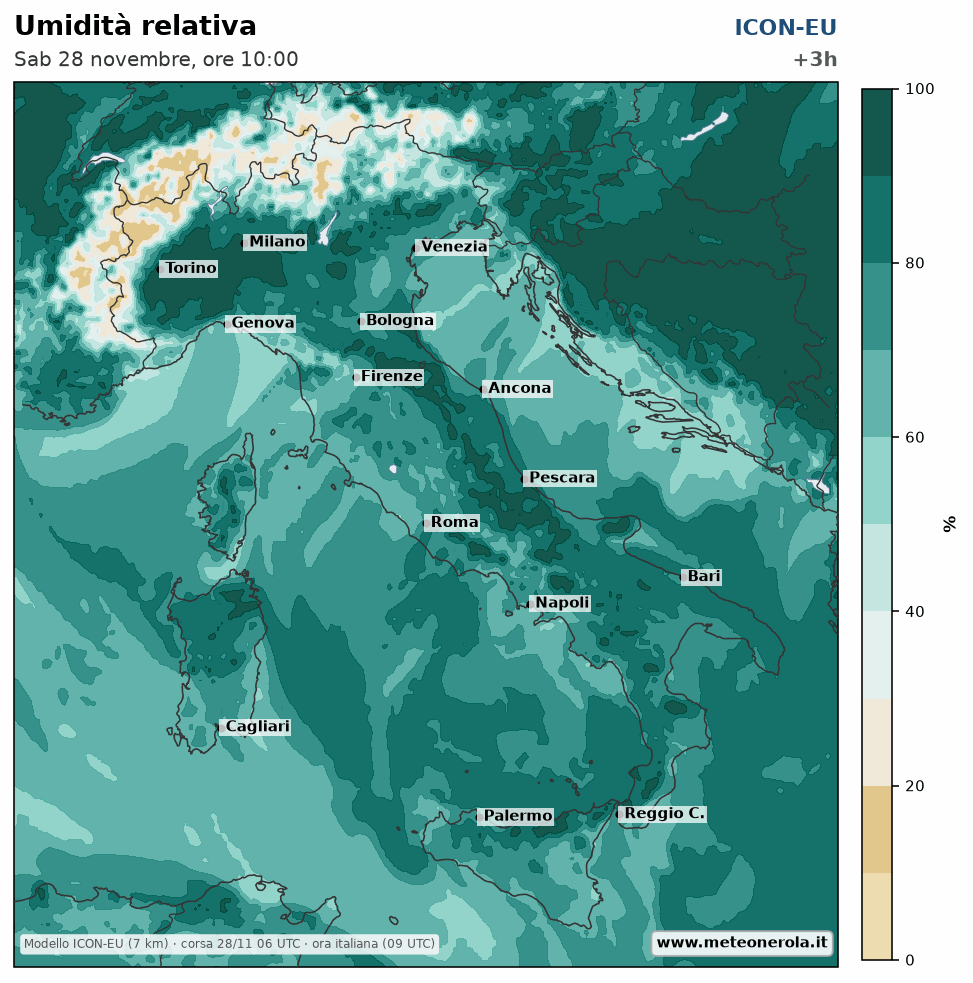 Umidità relativa
ICON-EU
Sab 28 novembre, ore 10:00
+3h
100
80
60
40
20
0
%
Milano
Venezia
Torino
Genova
Bologna
Firenze
Ancona
Pescara
Roma
Bari
Napoli
Cagliari
Palermo
Reggio C.
Modello ICON-EU (7 km) · corsa 28/11 06 UTC · ora italiana (09 UTC)
www.meteonerola.it